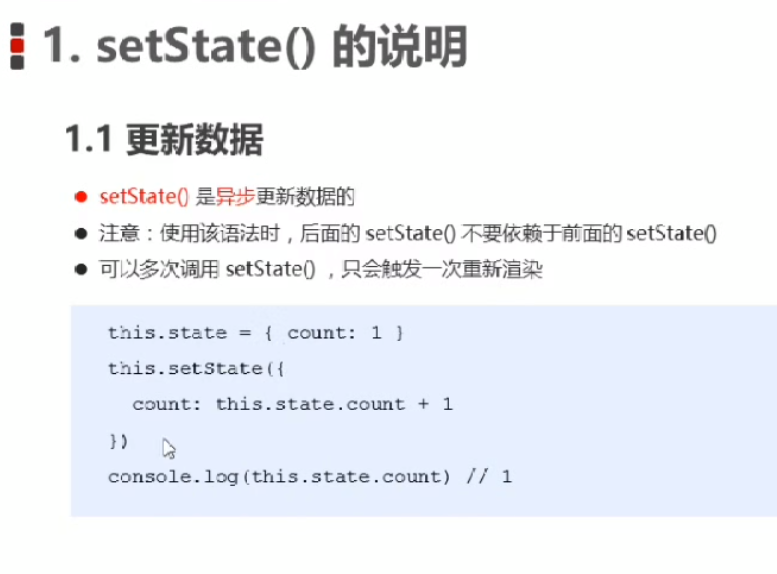 1. setState() 的说明
1.1 更新数据
setState() 是异步更新数据的
注意：使用该语法时，后面的 setState() 不要依赖于前面的 setState()
可以多次调用 setState() ，只会触发一次重新渲染
this.state = { count: 1 }
this.setState({
count: this.state.count + 1
})
console.log(this.state.count) // 1